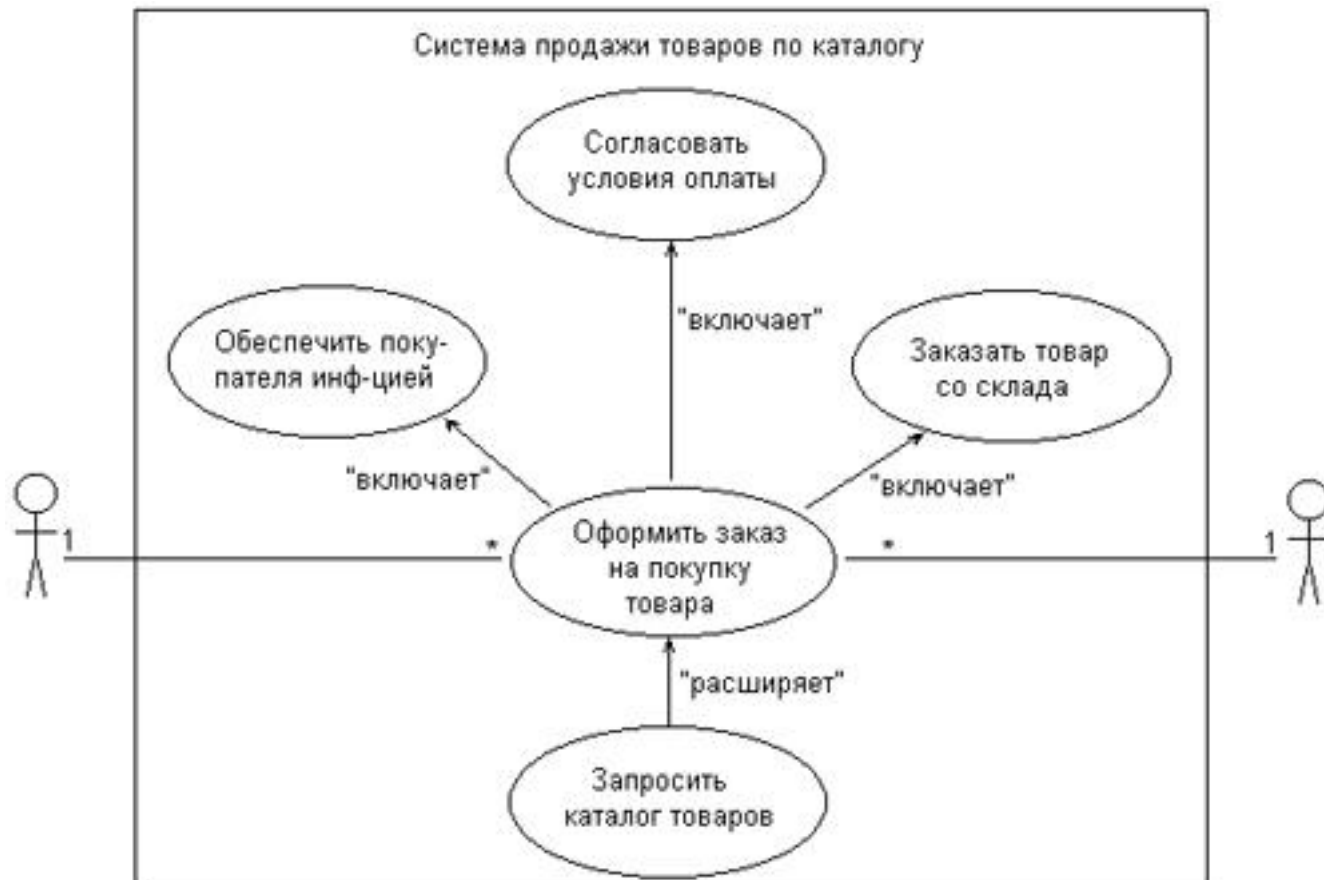 Система продажи товаров по каталогу
Согласовать
условия оплаты
"включает"
Обеспечить поку-
пателя инф-цией
Заказать товар
со склада
"включает"
"включает"
1
*
Оформить заказ
на покупку
товара
*
1
"расширяет"
Запросить
каталог товаров